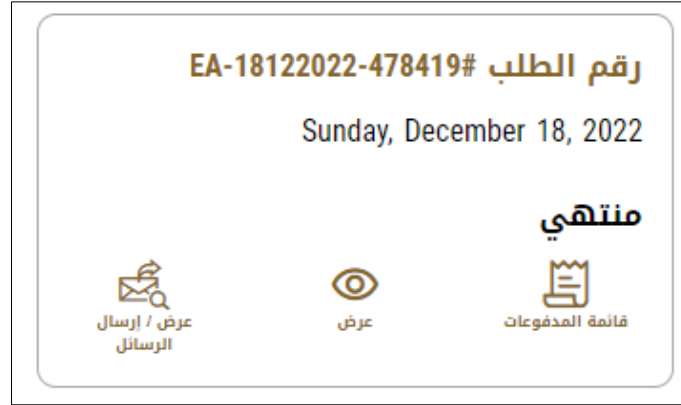 رقم الطلب #EA-18122022-478419
Sunday, December 18, 2022
منتهي
قائمة المدفوعات
عرض
عرض / إرسال
الرسائل